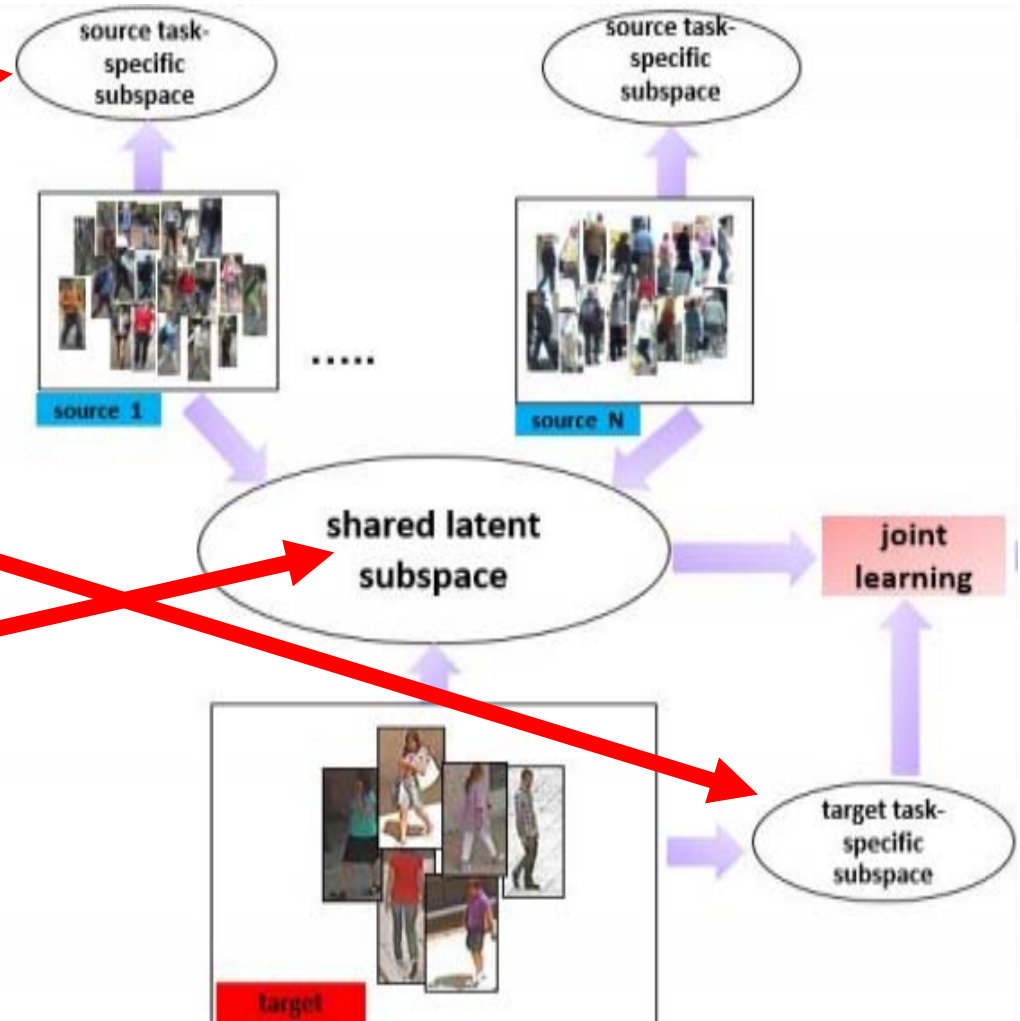 source task-
specific
subspace
source task-
specific
subspace
.....
source 1
source N
shared latent
subspace
joint
learning
target task-
specific
subspace
target